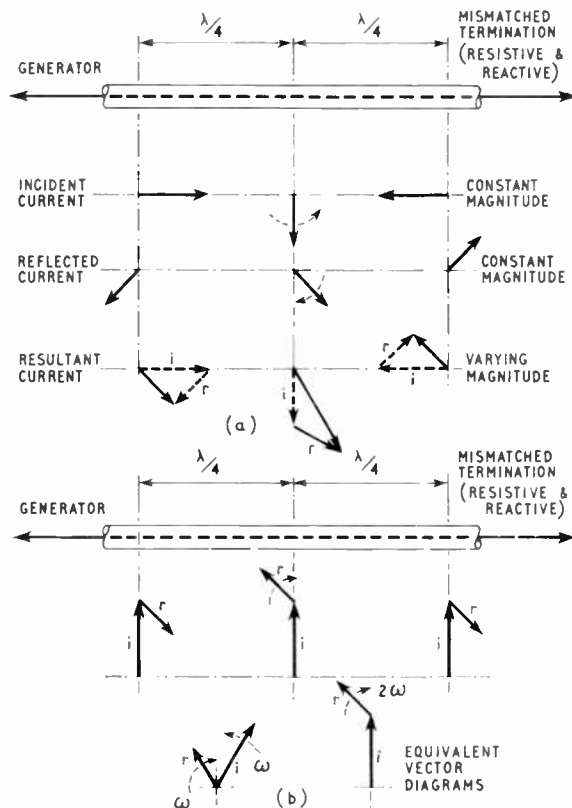 λ/4 λ/4
MISMATCHED
TERMINATION
(RESISTIVE &
REACTIVE)
GENERATOR
INCIDENT
CURRENT
CONSTANT
MAGNITUDE
REFLECTED
CURRENT
CONSTANT
MAGNITUDE
RESULTANT
CURRENT
i
r
i
r
r
i
VARYING
MAGNITUDE
(a)
λ/4 λ/4
MISMATCHED
TERMINATION
(RESISTIVE &
REACTIVE)
GENERATOR
r
i
r
i
r
i
r
2ω
i
r
i
ω
ω
(b)
EQUIVALENT
VECTOR
DIAGRAMS